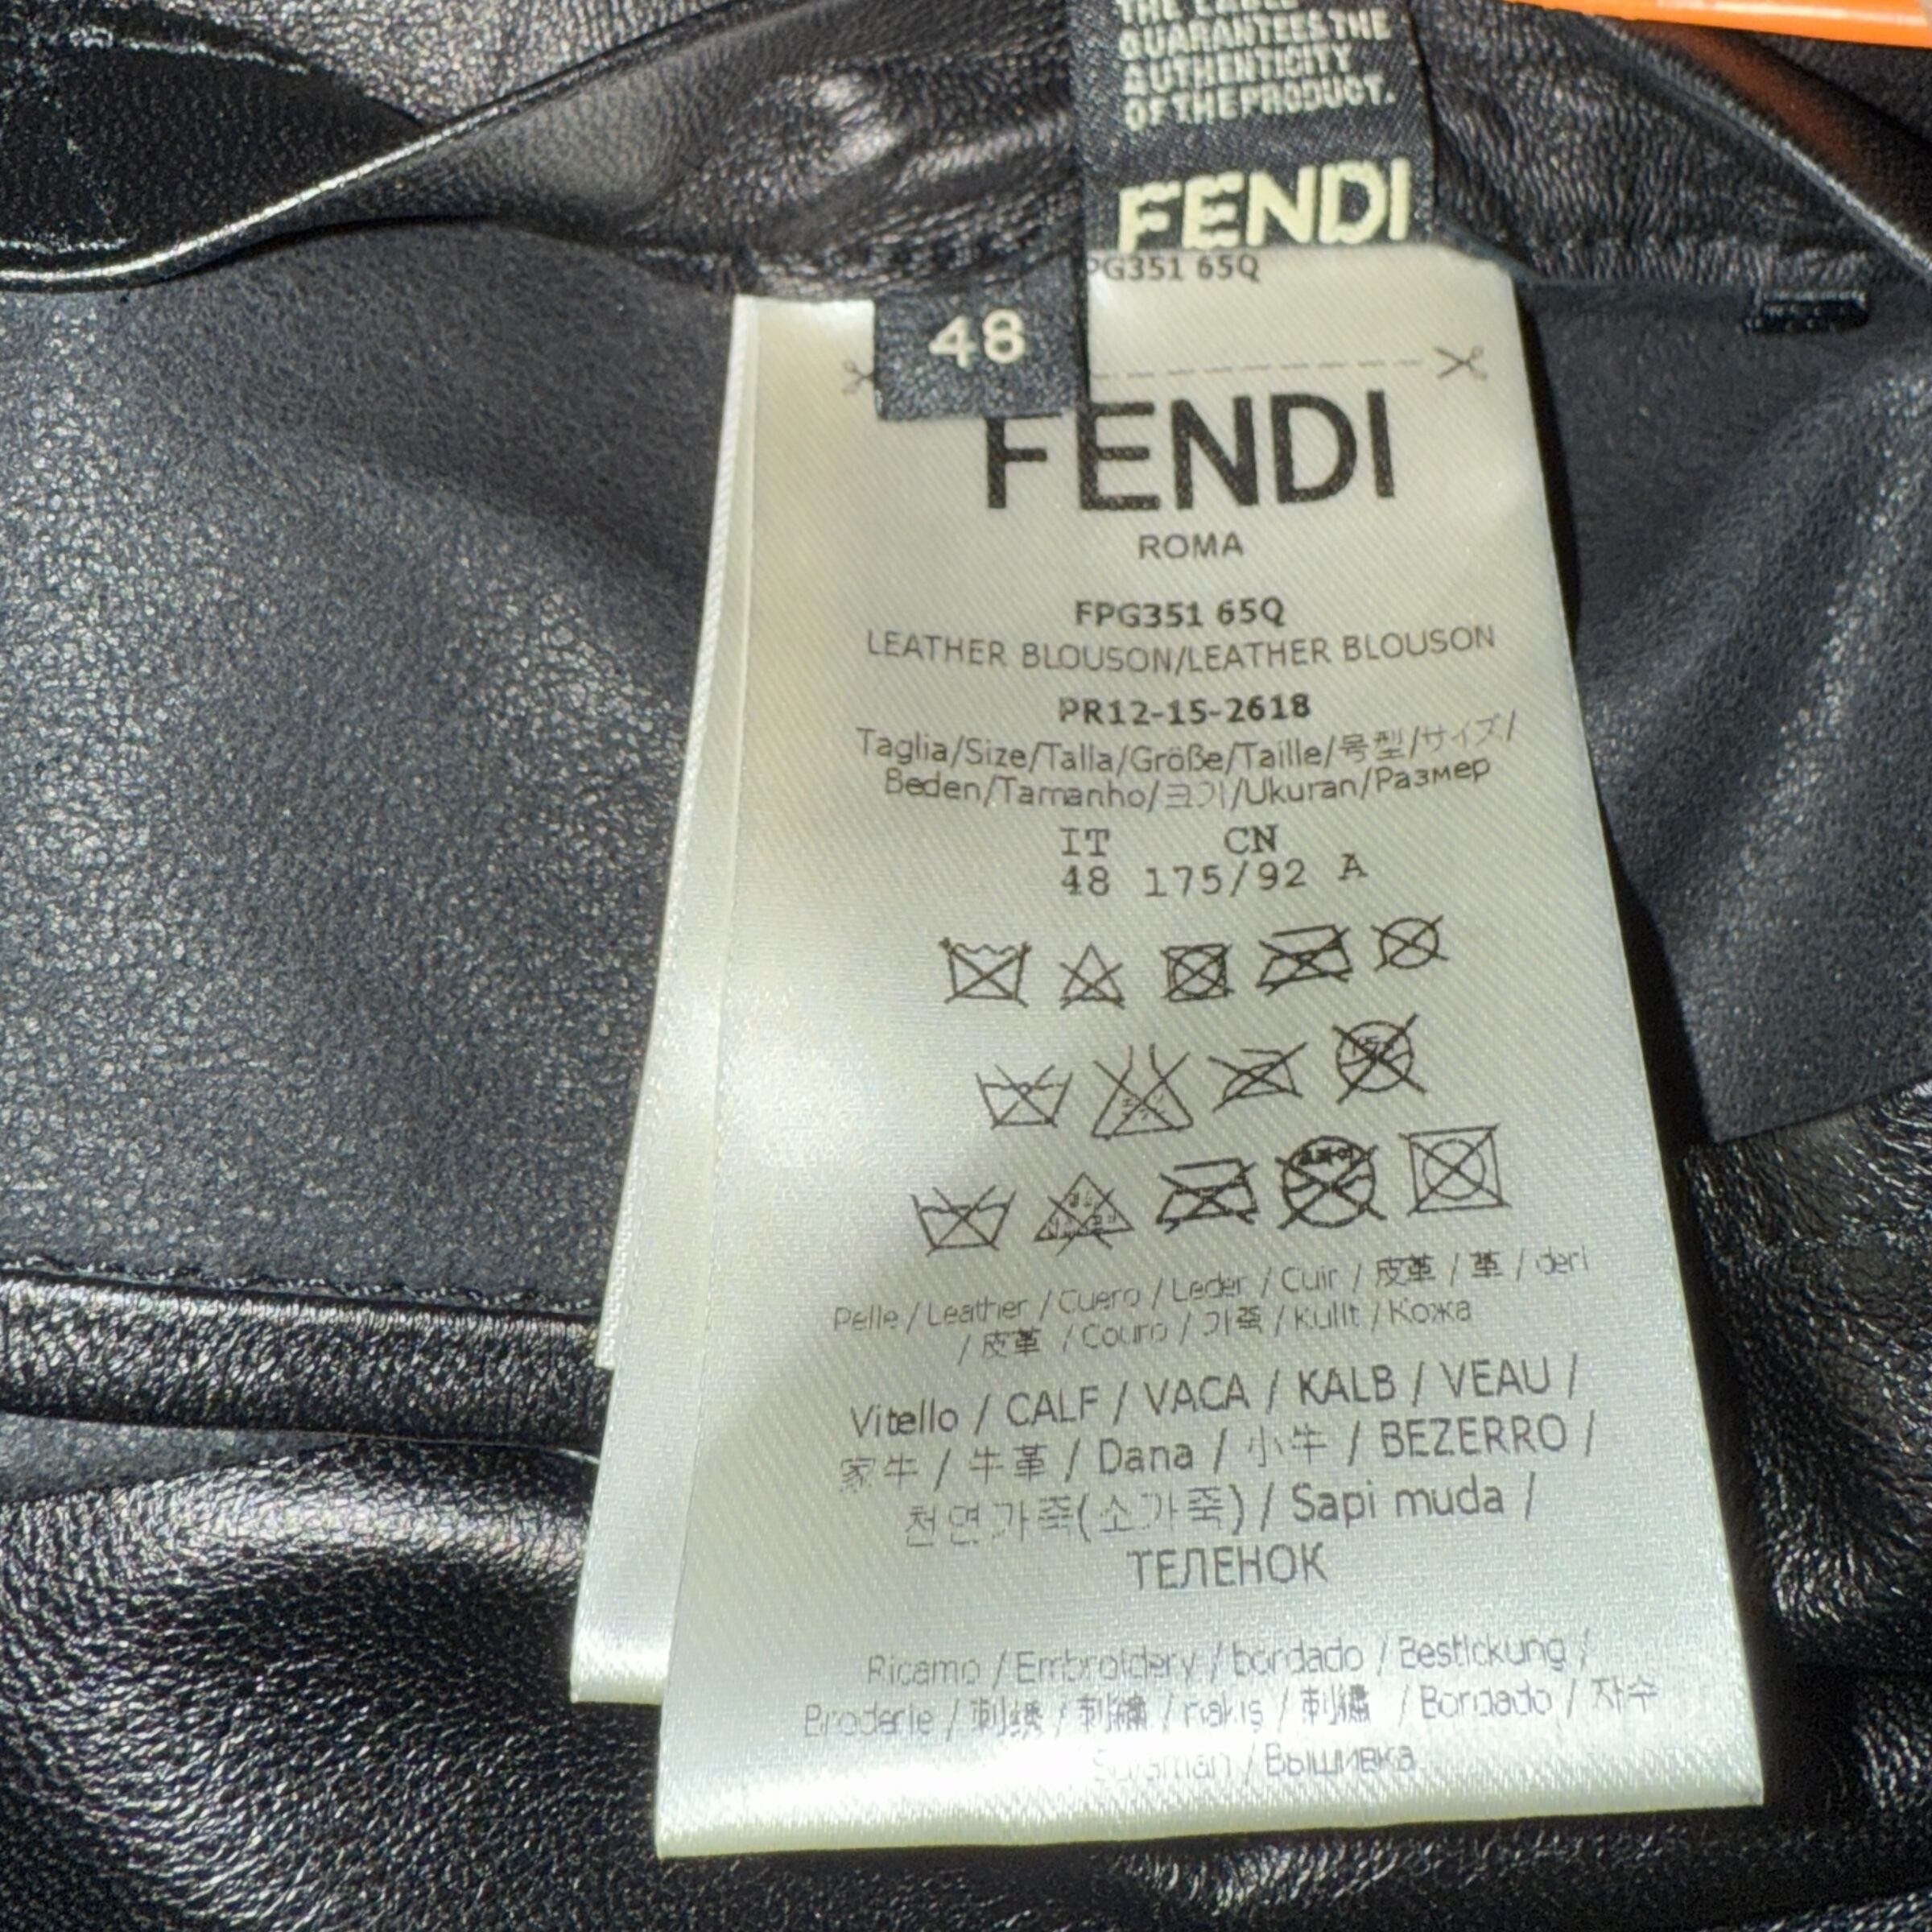 GUARANTEES THE
AUTHENTICITY
OF THE PRODUCT.
FENDI
PG351 65Q
48
FENDI
ROMA
FPG351 65Q
LEATHER BLOUSON/LEATHER BLOUSON
PR12-15-2618
Taglia/Size/Talla/Größe/Taille/号型/サイズ/
Beden/Tamanho/크기/Ukuran/Размер
IT CN
48 175/92 A
Pelle / Leather / Cuero / Leder / Cuir / 皮革 / 革 / deri
/ 皮革 / Couro / 가죽 / Kulit / Кожа
Vitello / CALF / VACA / KALB / VEAU /
家牛 / 牛革 / Dana / 小牛 / BEZERRO /
천연가죽(소가죽) / Sapi muda /
ТЕЛЕНОК
Ricamo / Embroidery / bordado / Bestickung /
Broderie / 刺绣 / 刺繍 / nakış / 刺繡 / Bordado / 자수
/ Вышивка